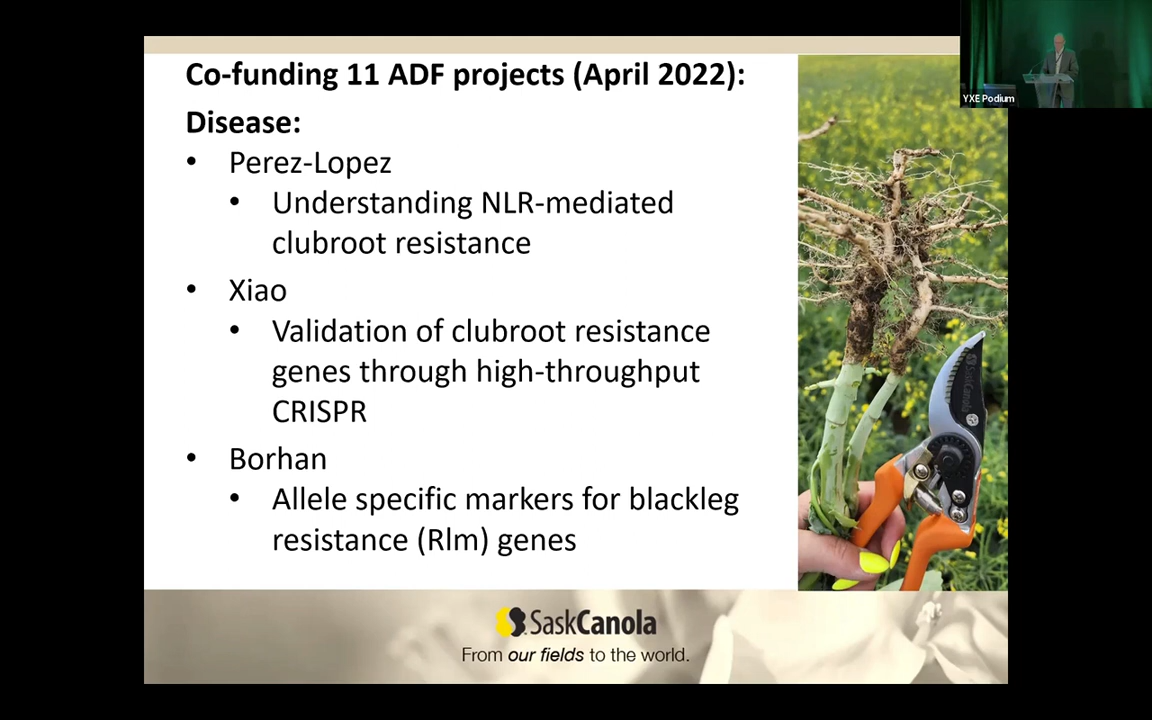 Co-funding 11 ADF projects (April 2022):
Disease:
• Perez-Lopez
• Understanding NLR-mediated
clubroot resistance
• Xiao
• Validation of clubroot resistance
genes through high-throughput
CRISPR
• Borhan
• Allele specific markers for blackleg
resistance (Rlm) genes
YXE Podium
SaskCanola
SaskCanola
From our fields to the world.